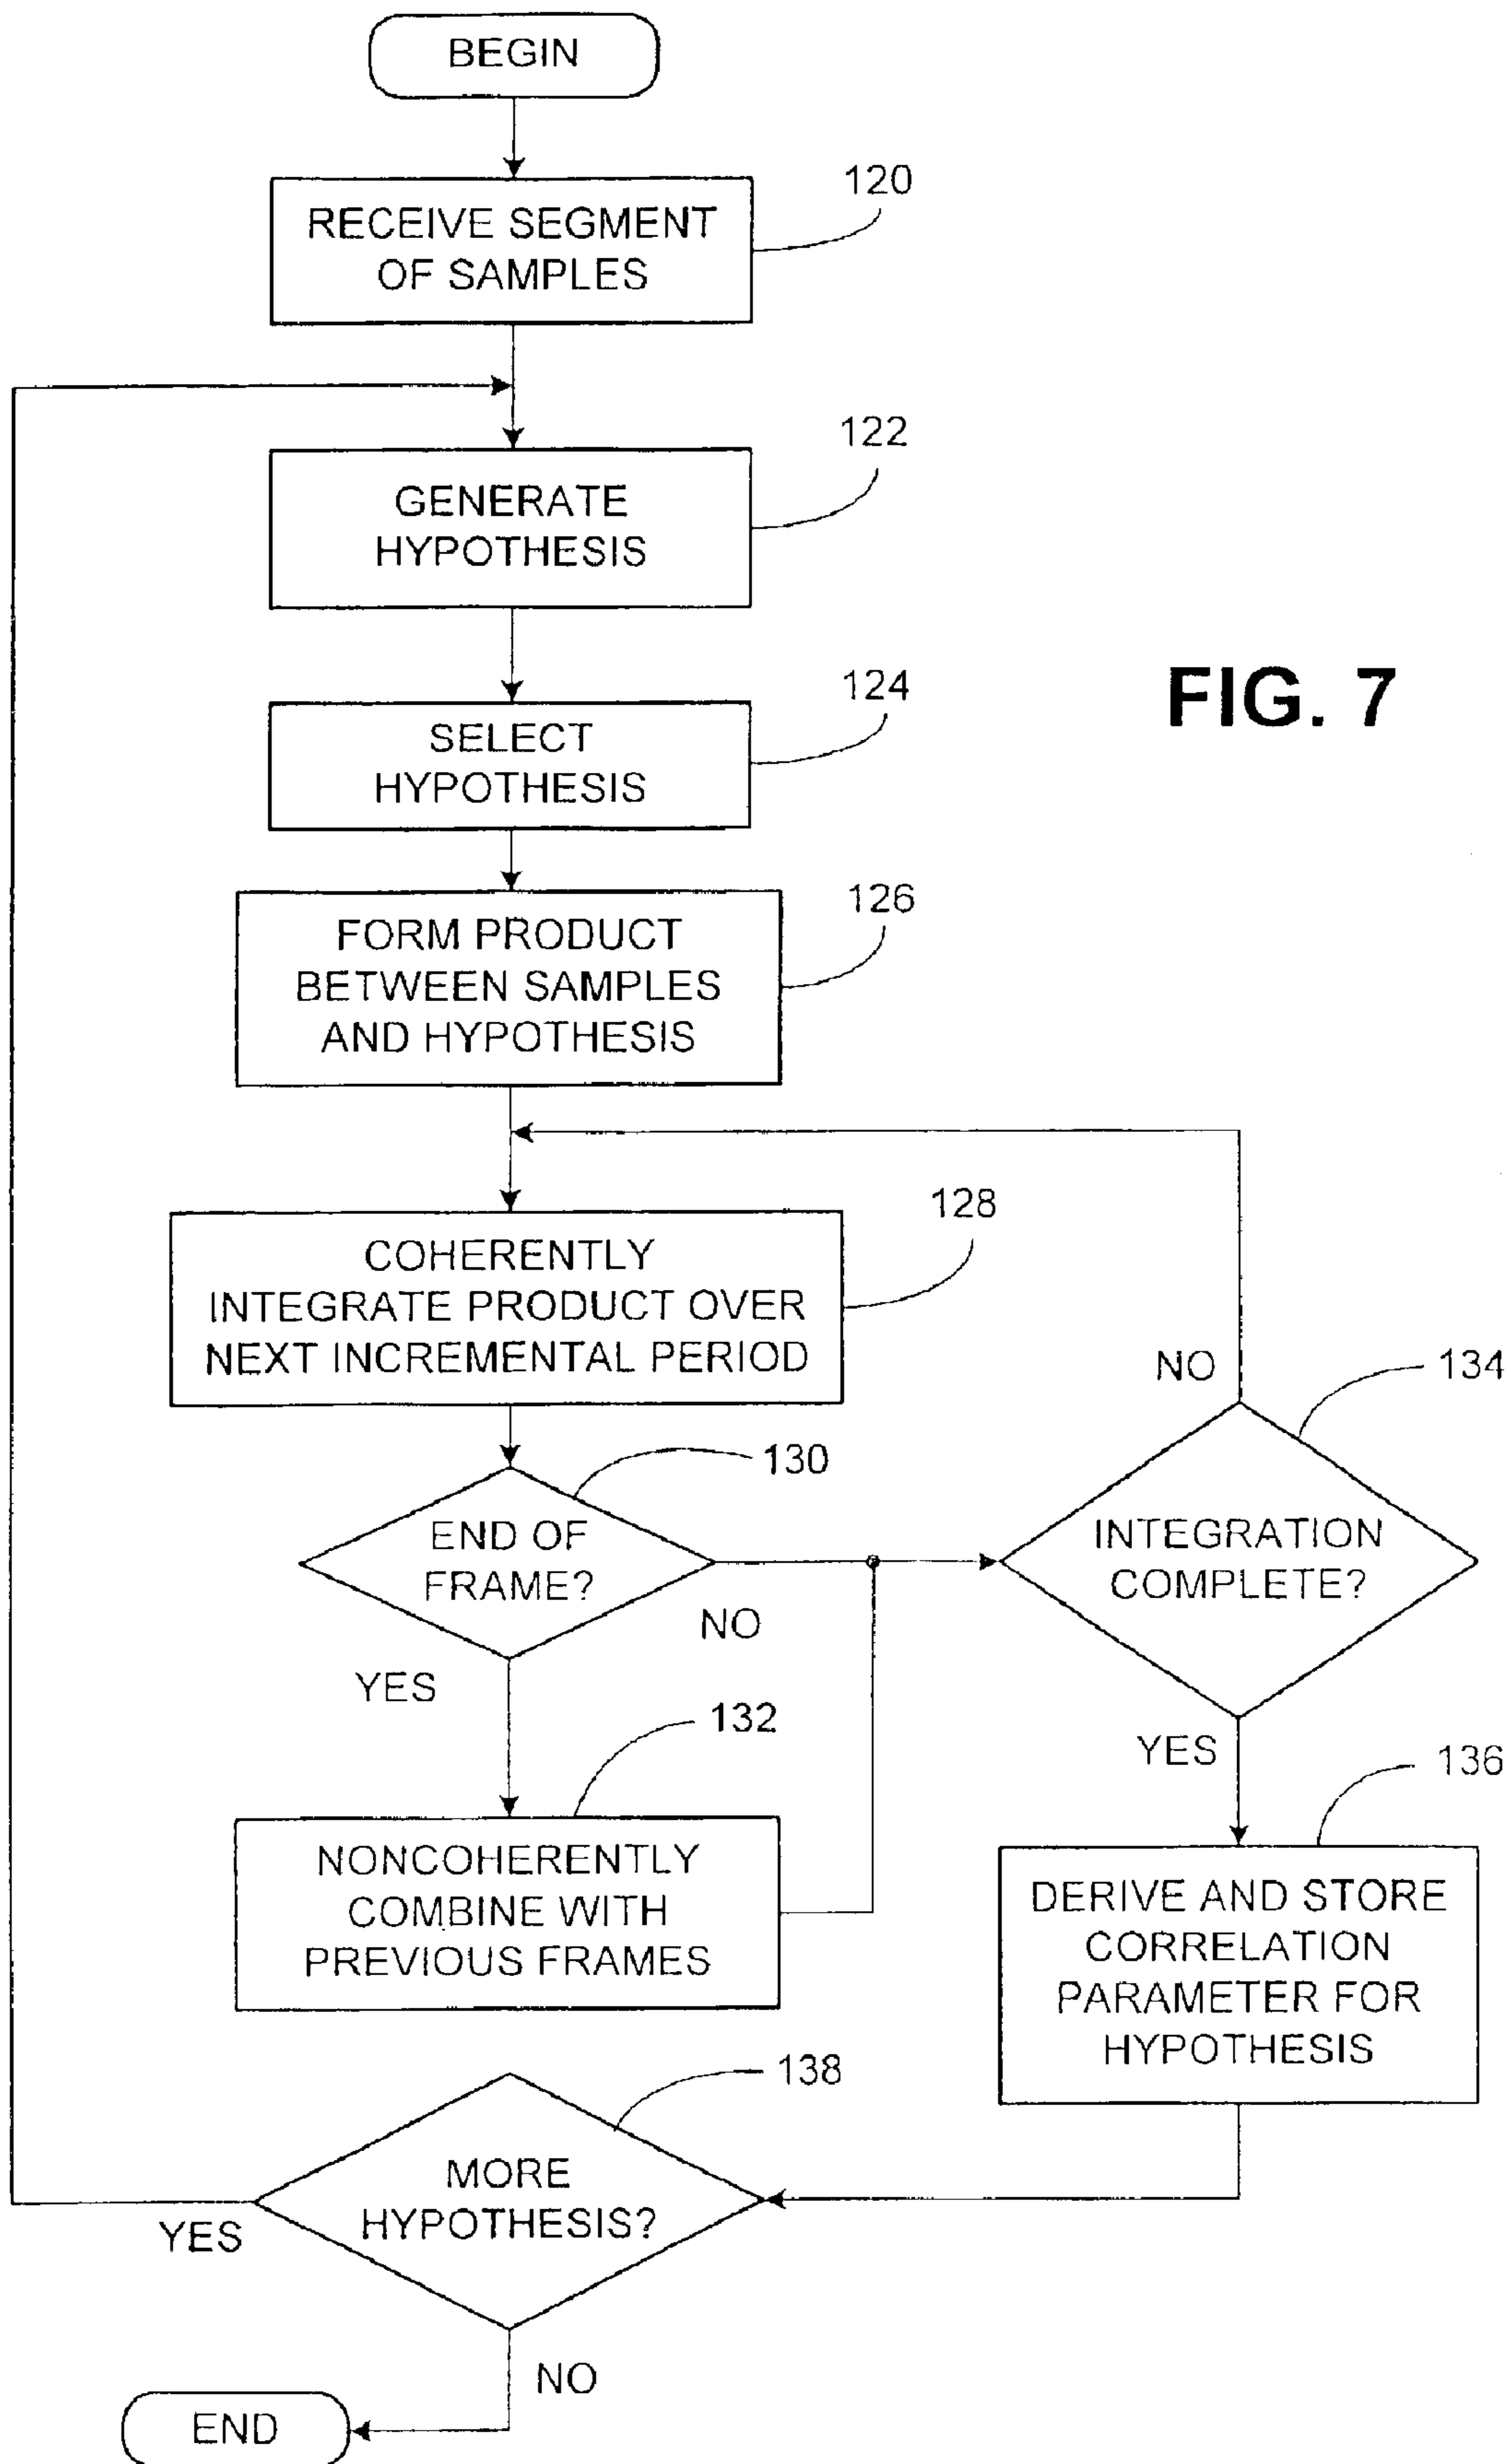 BEGIN
120
RECEIVE SEGMENT
OF SAMPLES
122
GENERATE
HYPOTHESIS
FIG. 7
124
SELECT
HYPOTHESIS
126
FORM PRODUCT
BETWEEN SAMPLES
AND HYPOTHESIS
128
COHERENTLY
INTEGRATE PRODUCT OVER
NEXT INCREMENTAL PERIOD
NO
134
130
END OF
FRAME?
INTEGRATION
COMPLETE?
NO
YES
132
YES
136
NONCOHERENTLY
COMBINE WITH
PREVIOUS FRAMES
DERIVE AND STORE
CORRELATION
PARAMETER FOR
HYPOTHESIS
138
MORE
HYPOTHESIS?
YES
NO
END